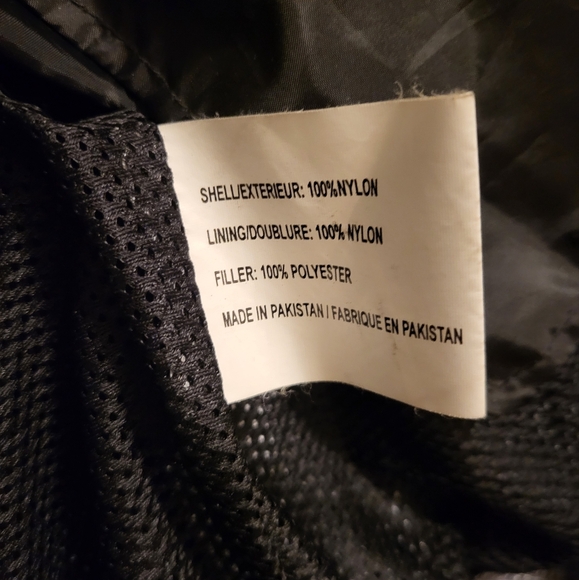 SHELL/EXTERIEUR: 100%NYLON
LINING/DOUBLURE: 100% NYLON
FILLER: 100% POLYESTER
MADE IN PAKISTAN / FABRIQUE EN PAKISTAN